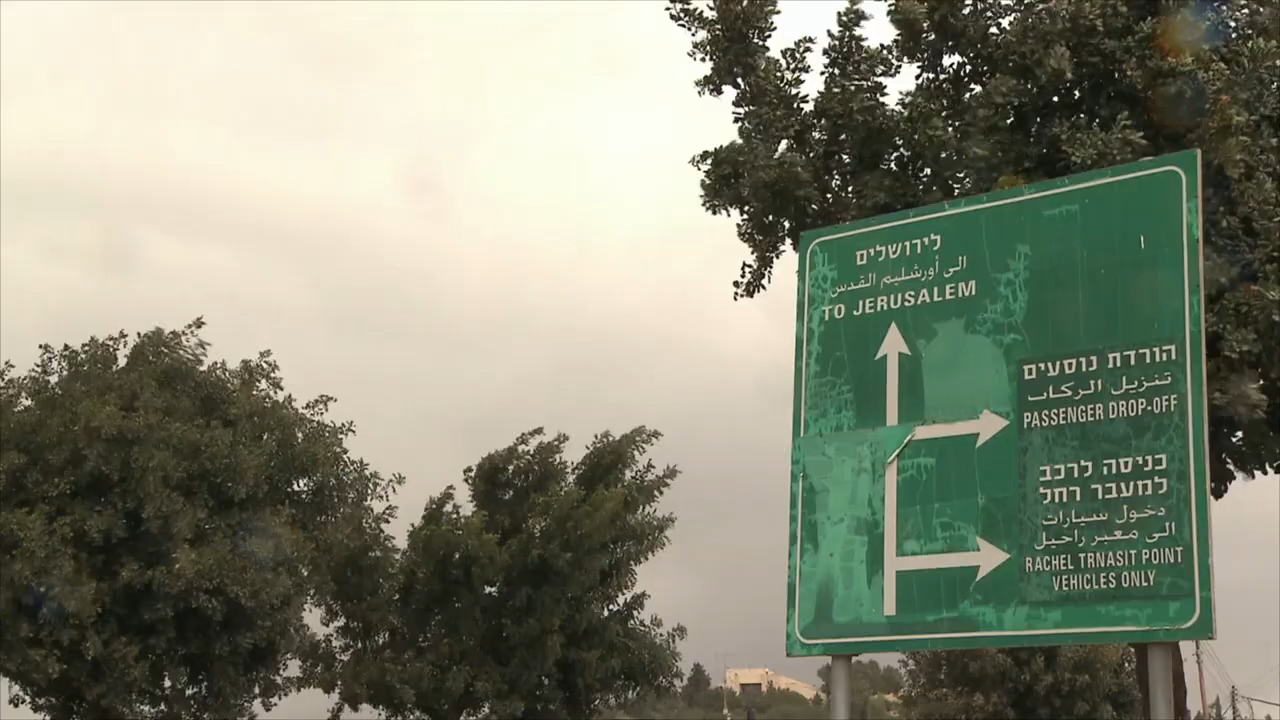 לירושלים
الى أورشليم القدس
TO JERUSALEM
הורדת נוסעים
تنزيل الركاب
PASSENGER DROP-OFF
כניסה לרכב
למעבר רחל
دخول سيارات
الى معبر راحيل
RACHEL TRNASIT POINT
VEHICLES ONLY